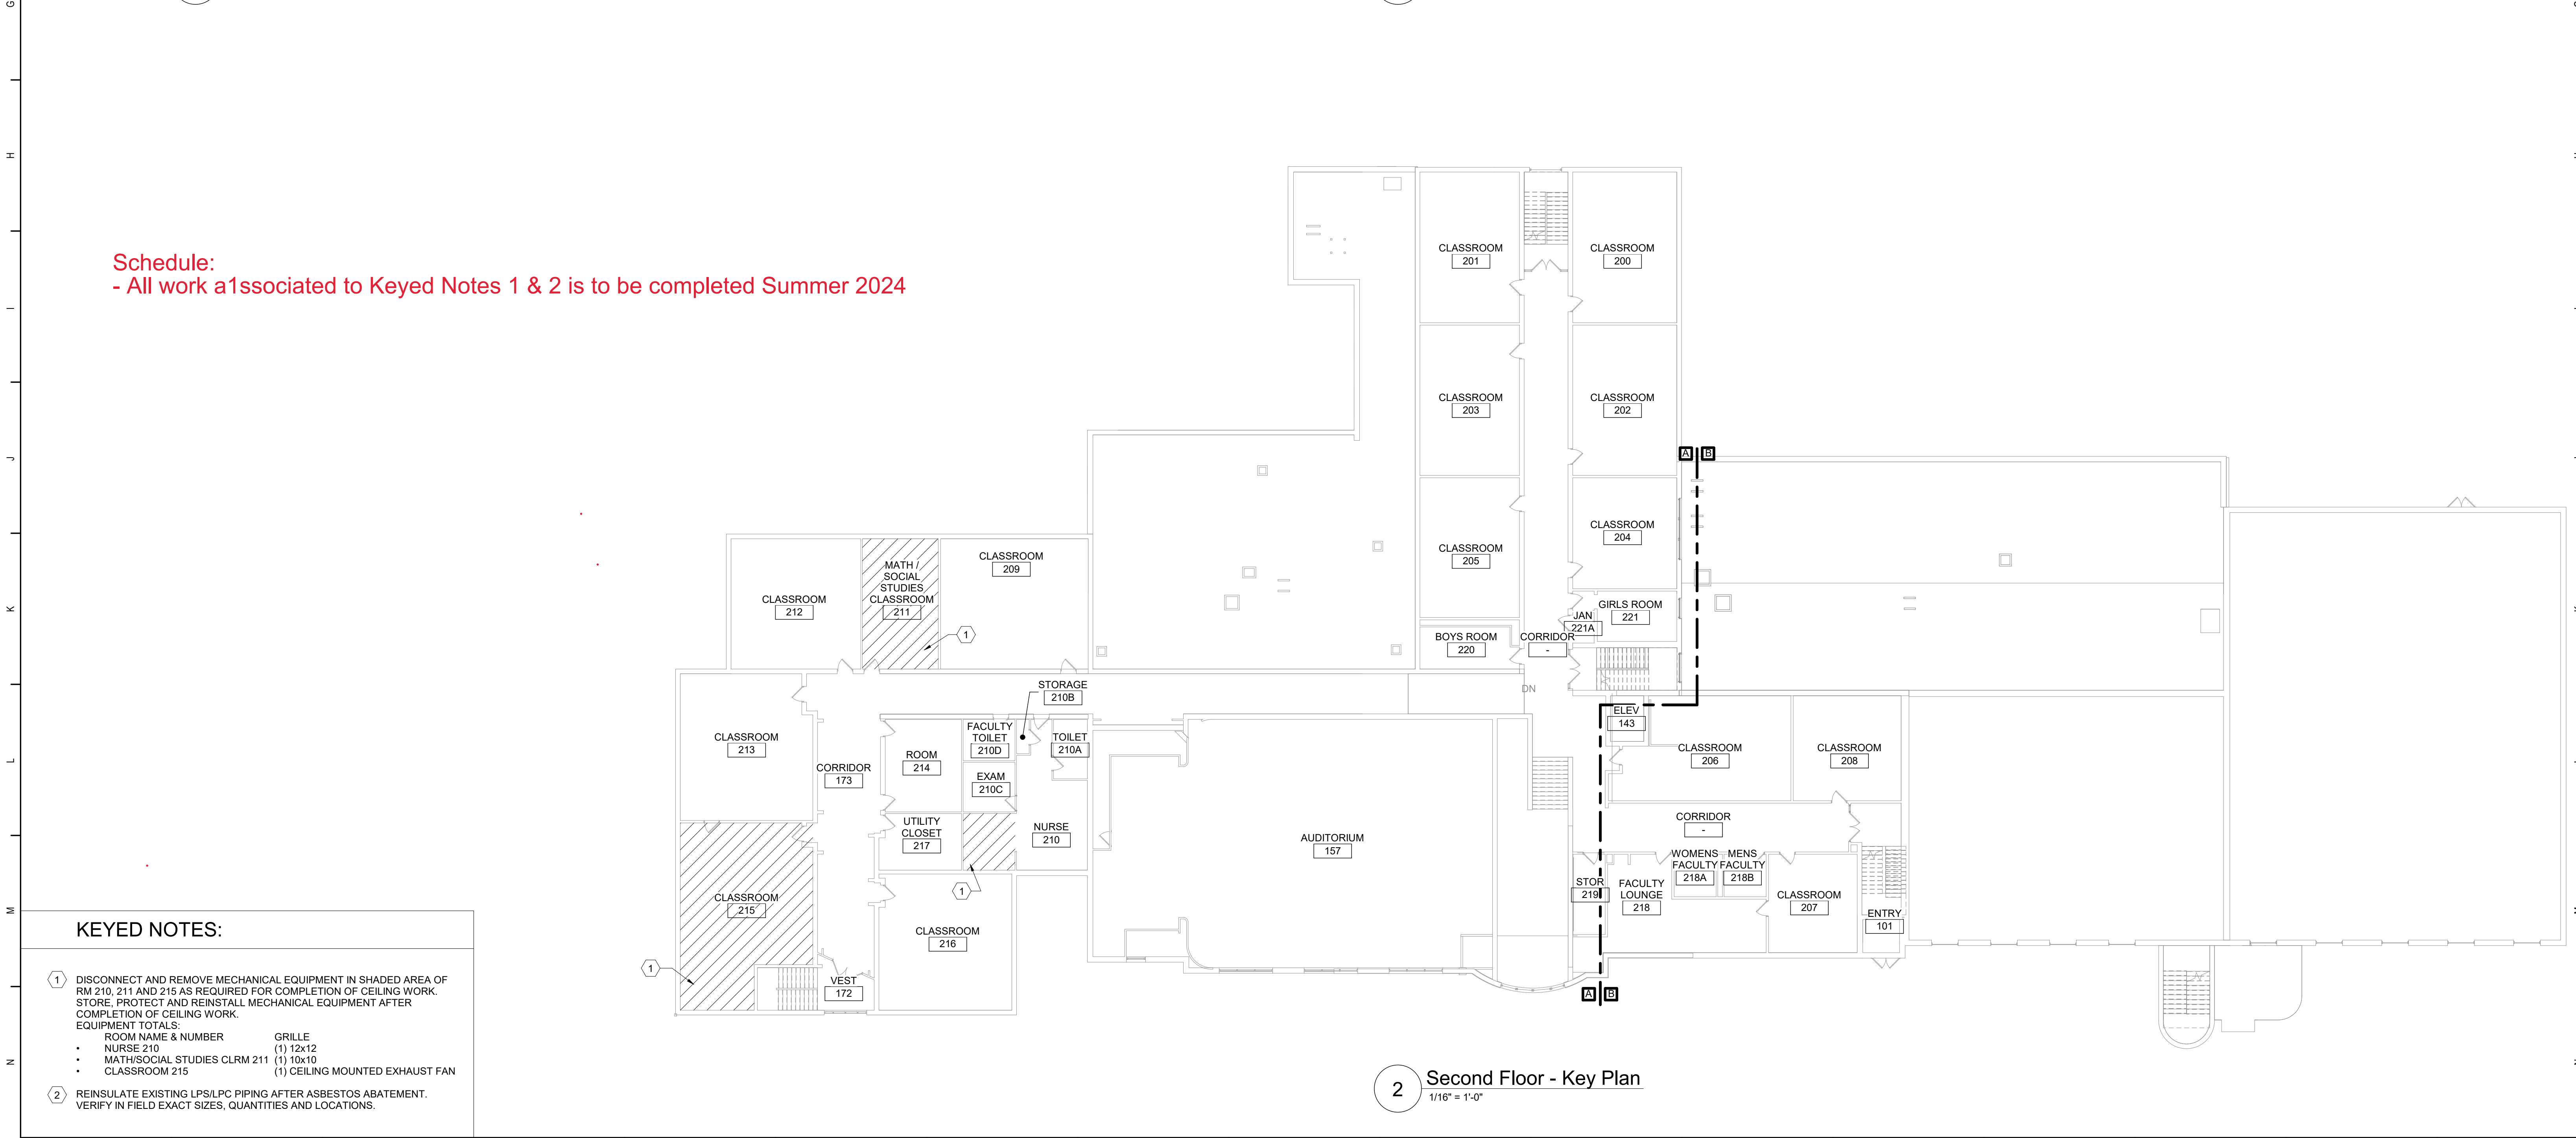 G
H
I
J
K
L
M
N
Schedule:
- All work a1ssociated to Keyed Notes 1 & 2 is to be completed Summer 2024
CLASSROOM
201
CLASSROOM
200
CLASSROOM
203
CLASSROOM
202
A B
CLASSROOM
205
CLASSROOM
204
GIRLS ROOM
221
JAN
221A
BOYS ROOM
220
CORRIDOR
-
DN
CLASSROOM
212
MATH /
SOCIAL
STUDIES
CLASSROOM
211
CLASSROOM
209
1
STORAGE
210B
CLASSROOM
213
CORRIDOR
173
ROOM
214
FACULTY
TOILET
210D
TOILET
210A
EXAM
210C
UTILITY
CLOSET
217
NURSE
210
1
AUDITORIUM
157
ELEV
143
CLASSROOM
206
CLASSROOM
208
CORRIDOR
-
WOMENS
FACULTY
218A
MENS
FACULTY
218B
STOR
219
FACULTY
LOUNGE
218
CLASSROOM
207
ENTRY
101
CLASSROOM
215
CLASSROOM
216
1
VEST
172
A B
KEYED NOTES:
1 DISCONNECT AND REMOVE MECHANICAL EQUIPMENT IN SHADED AREA OF
RM 210, 211 AND 215 AS REQUIRED FOR COMPLETION OF CEILING WORK.
STORE, PROTECT AND REINSTALL MECHANICAL EQUIPMENT AFTER
COMPLETION OF CEILING WORK.
EQUIPMENT TOTALS:
ROOM NAME & NUMBER GRILLE
• NURSE 210 (1) 12x12
• MATH/SOCIAL STUDIES CLRM 211 (1) 10x10
• CLASSROOM 215 (1) CEILING MOUNTED EXHAUST FAN
2 REINSULATE EXISTING LPS/LPC PIPING AFTER ASBESTOS ABATEMENT.
VERIFY IN FIELD EXACT SIZES, QUANTITIES AND LOCATIONS.
2 Second Floor - Key Plan
1/16" = 1'-0"